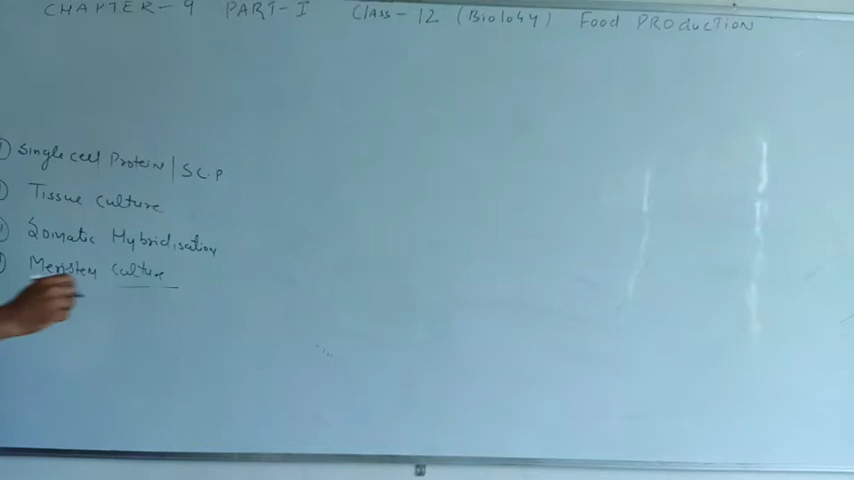 CHAPTER-9 PART-I Class-12 (Biology) Food PRODUCTION
Single cell Protein | S.C.P
Tissue culture
Somatic Hybridisation
Meristem culture